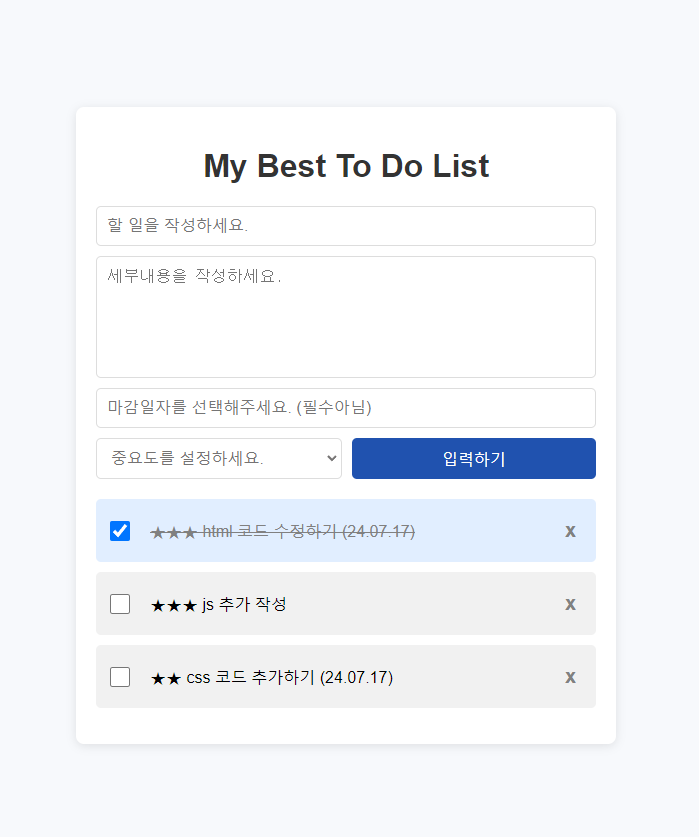 My Best To Do List
할 일을 작성하세요.
세부내용을 작성하세요.
마감일자를 선택해주세요. (필수아님)
중요도를 설정하세요.
입력하기
★★★ html 코드 수정하기 (24.07.17) x
★★★ js 추가 작성 x
★★ css 코드 추가하기 (24.07.17) x